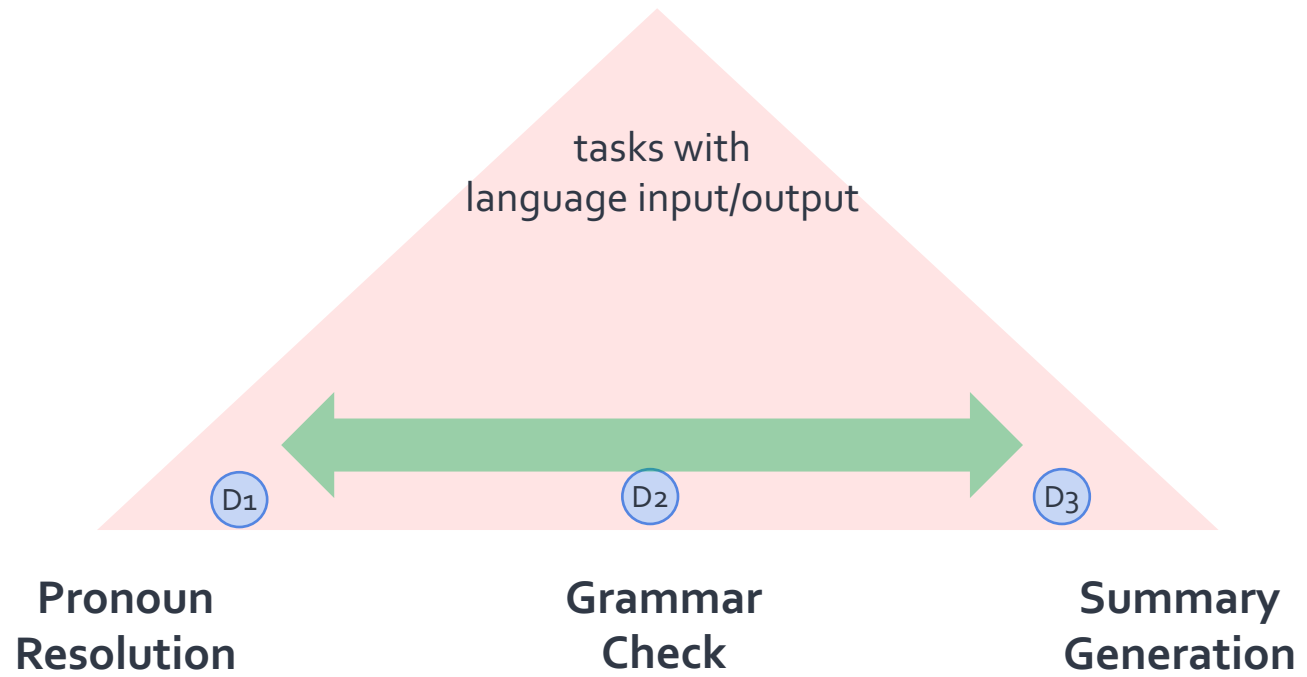 tasks with
language input/output
D1
D2
D3
Pronoun
Resolution
Grammar
Check
Summary
Generation